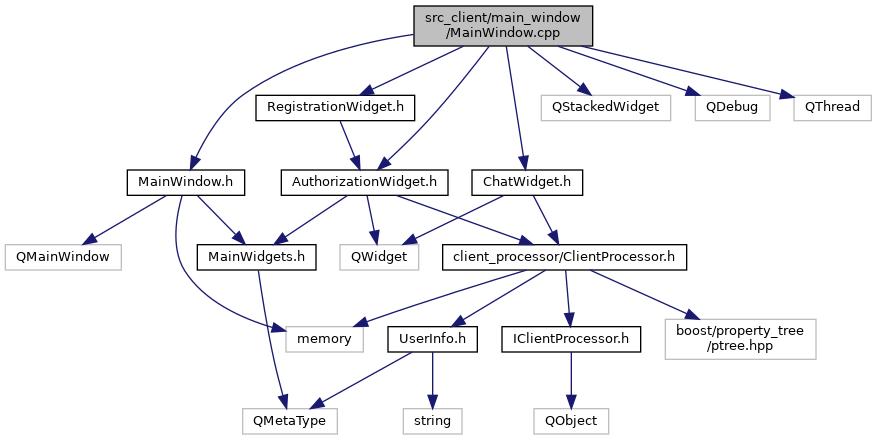 src_client/main_window
/MainWindow.cpp
RegistrationWidget.h
QStackedWidget
QDebug
QThread
MainWindow.h
AuthorizationWidget.h
ChatWidget.h
QMainWindow
MainWidgets.h
QWidget
client_processor/ClientProcessor.h
memory
UserInfo.h
IClientProcessor.h
boost/property_tree
/ptree.hpp
QMetaType
string
QObject